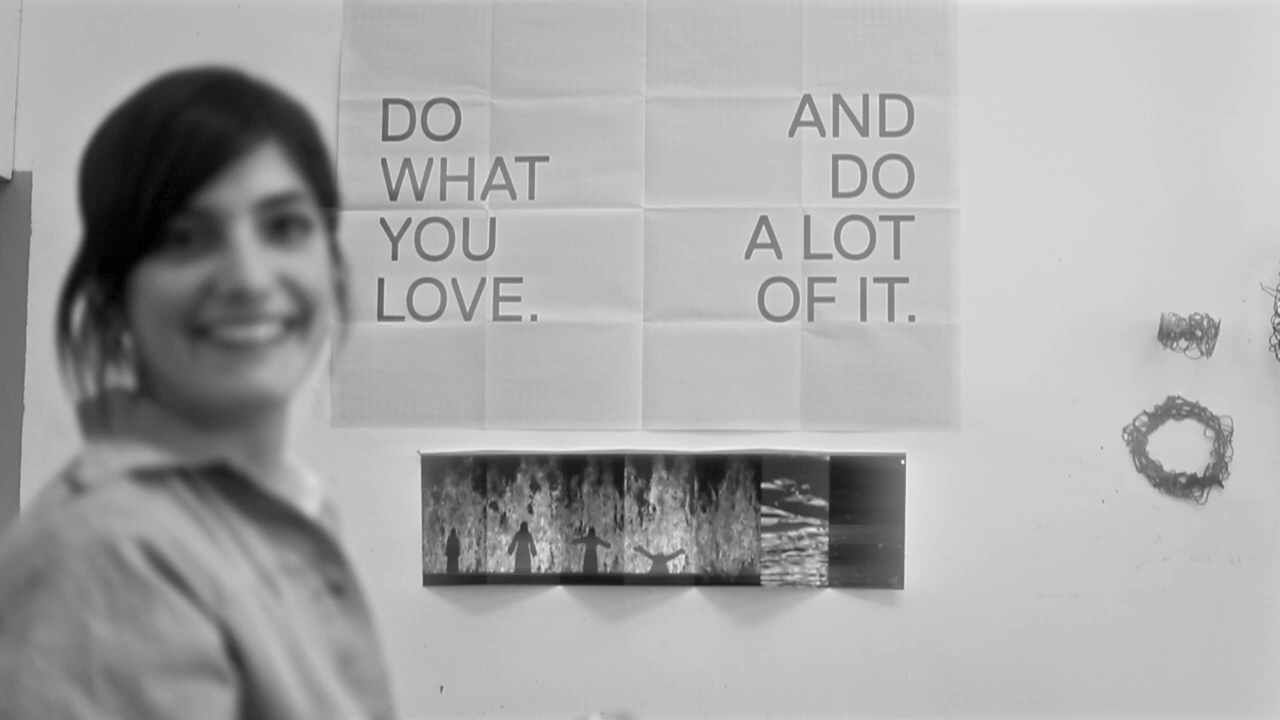 DO
WHAT
YOU
LOVE.
AND
DO
A LOT
OF IT.